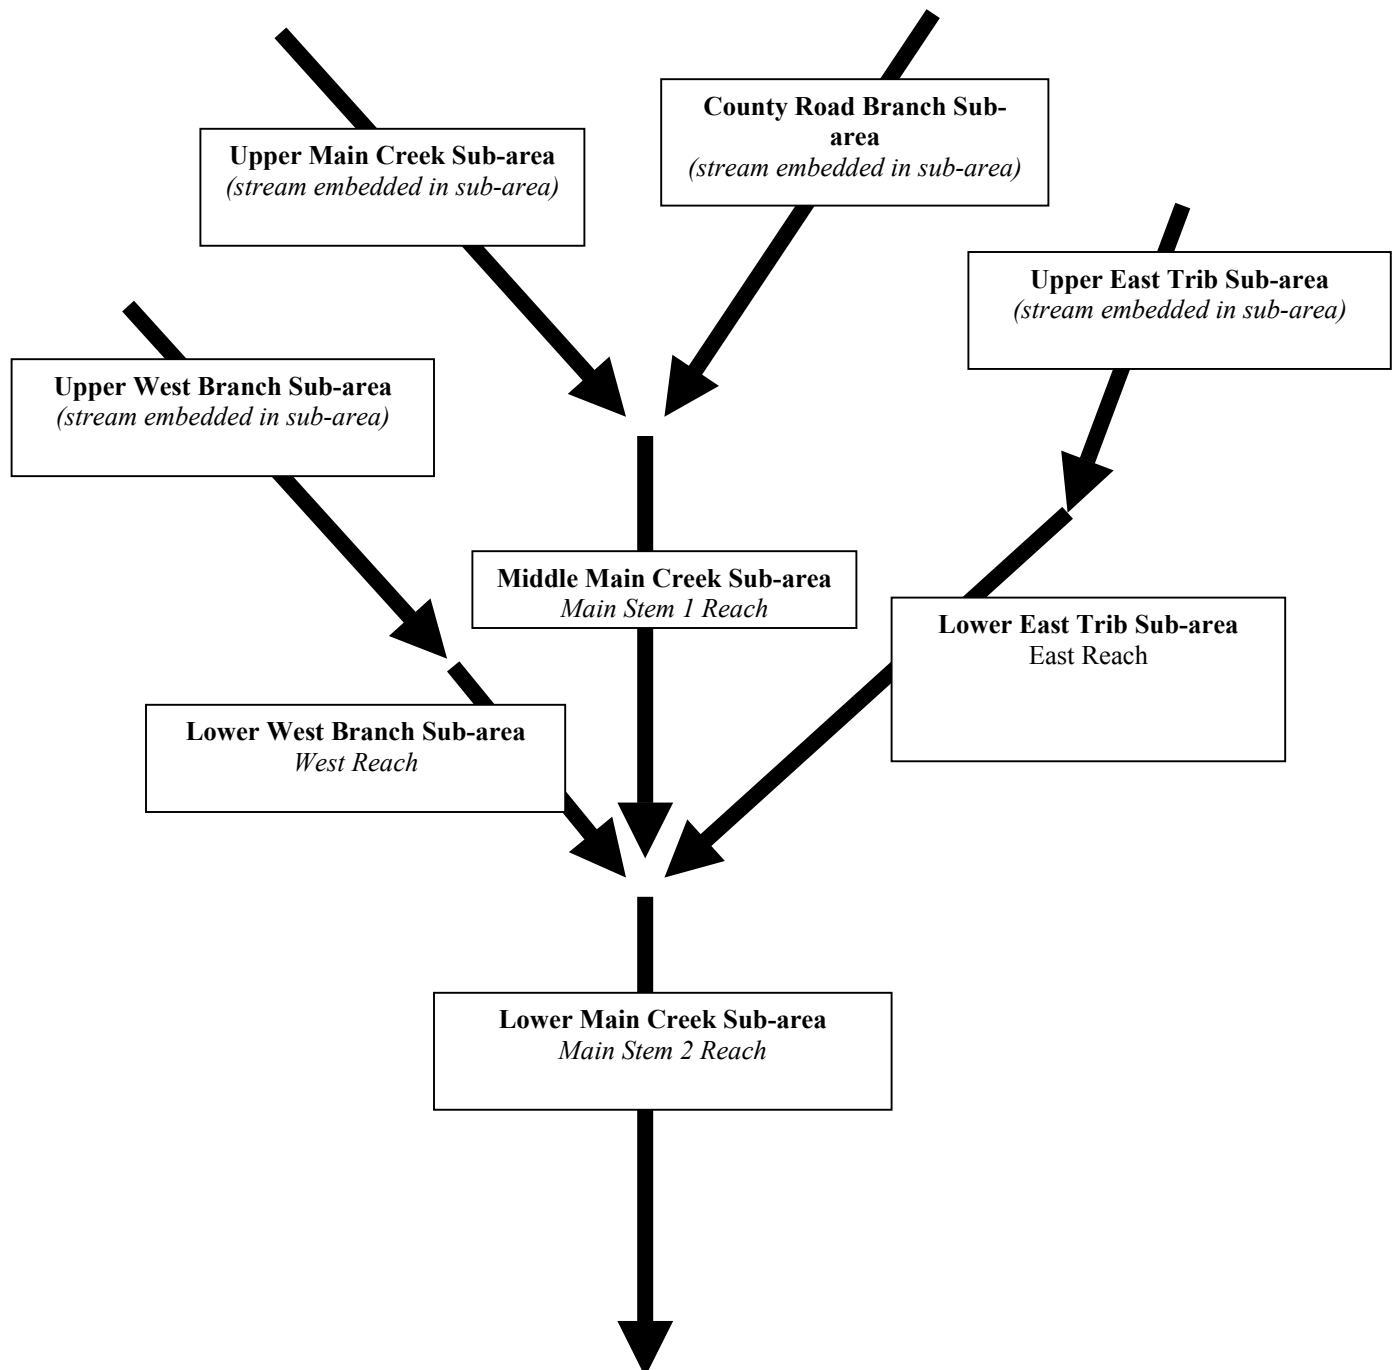 County Road Branch Sub-
area
(stream embedded in sub-area)
Upper Main Creek Sub-area
(stream embedded in sub-area)
Upper East Trib Sub-area
(stream embedded in sub-area)
Upper West Branch Sub-area
(stream embedded in sub-area)
Middle Main Creek Sub-area
Main Stem 1 Reach
Lower East Trib Sub-area
East Reach
Lower West Branch Sub-area
West Reach
Lower Main Creek Sub-area
Main Stem 2 Reach